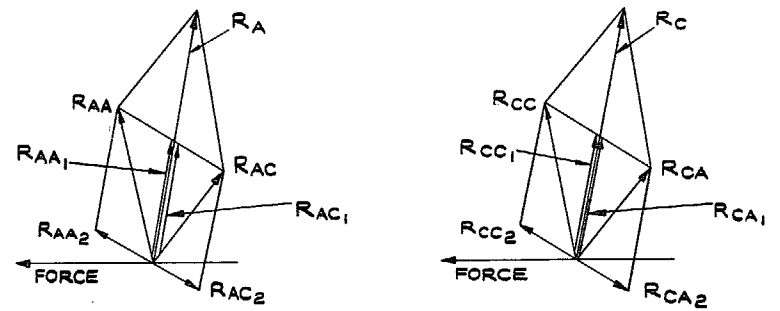 RA
RAA
RAA1
RAC
RAC1
RAA2
FORCE
RAC2
RC
RCC
RCC1
RCA
RCA1
RCC2
FORCE
RCA2